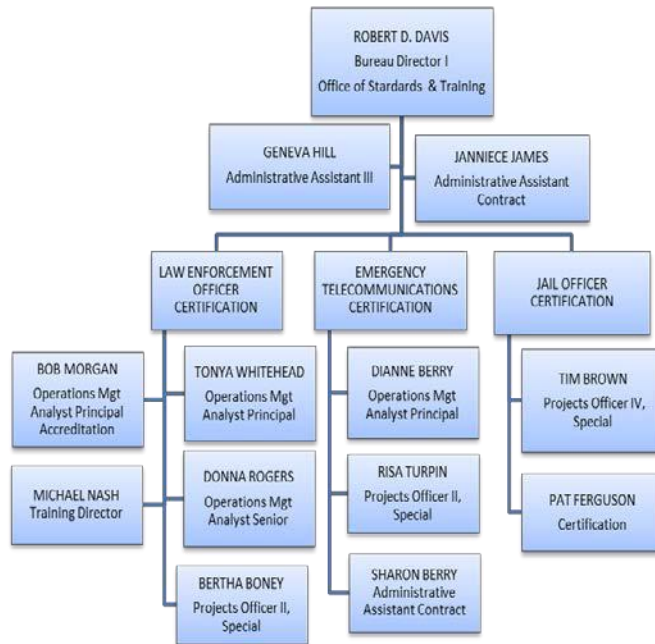 ROBERT D. DAVIS
Bureau Director I
Office of Stardards & Training
GENEVA HILL
Administrative Assistant III
JANNIECE JAMES
Administrative Assistant
Contract
LAW ENFORCEMENT
OFFICER
CERTIFICATION
EMERGENCY
TELECOMMUNICATIONS
CERTIFICATION
JAIL OFFICER
CERTIFICATION
BOB MORGAN
Operations Mgt
Analyst Principal
Accreditation
TONYA WHITEHEAD
Operations Mgt
Analyst Principal
DIANNE BERRY
Operations Mgt
Analyst Principal
TIM BROWN
Projects Officer IV,
Special
MICHAEL NASH
Training Director
DONNA ROGERS
Operations Mgt
Analyst Senior
RISA TURPIN
Projects Officer II,
Special
PAT FERGUSON
Certification
BERTHA BONEY
Projects Officer II,
Special
SHARON BERRY
Administrative
Assistant Contract